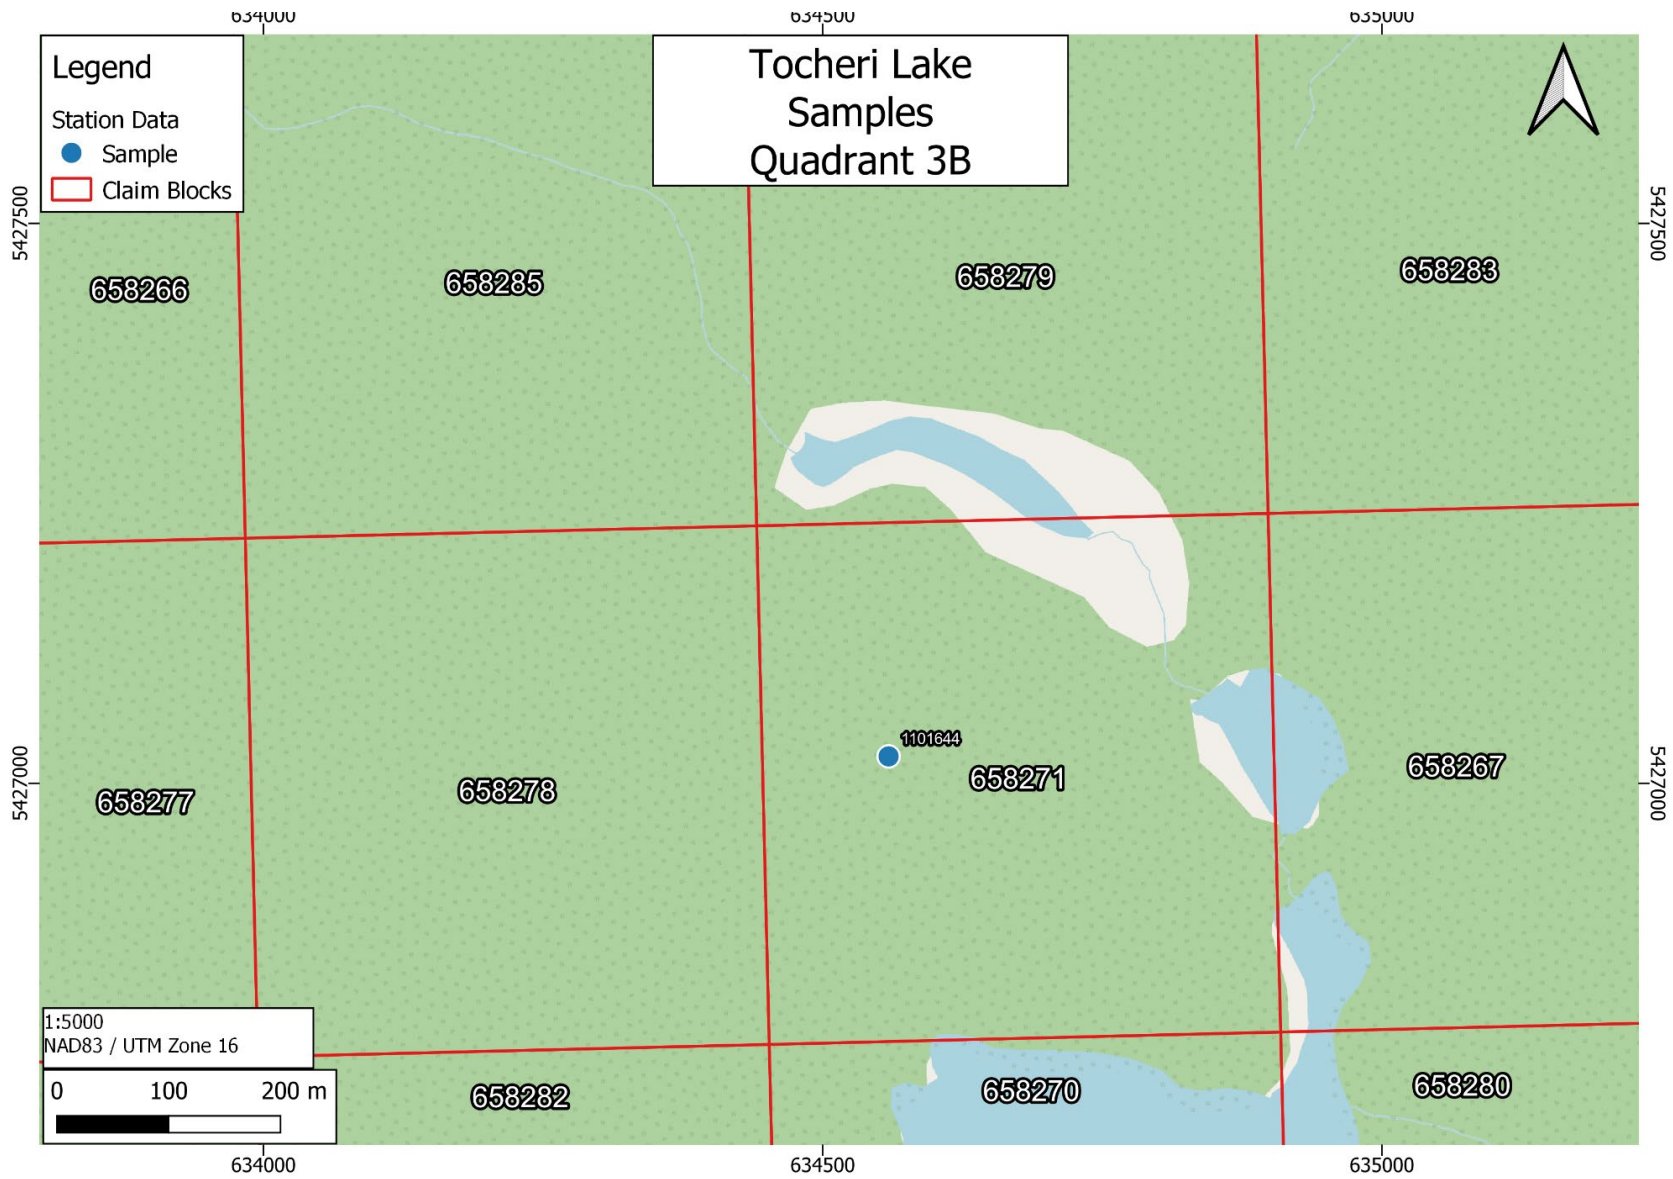 634000
634500
635000
Legend
Station Data
Sample
Claim Blocks
Tocheri Lake
Samples
Quadrant 3B
5427500
5427500
658266
658285
658279
658283
1101644
658277
658278
658271
658267
5427000
5427000
1:5000
NAD83 / UTM Zone 16
0 100 200 m
658282
658270
658280
634000
634500
635000